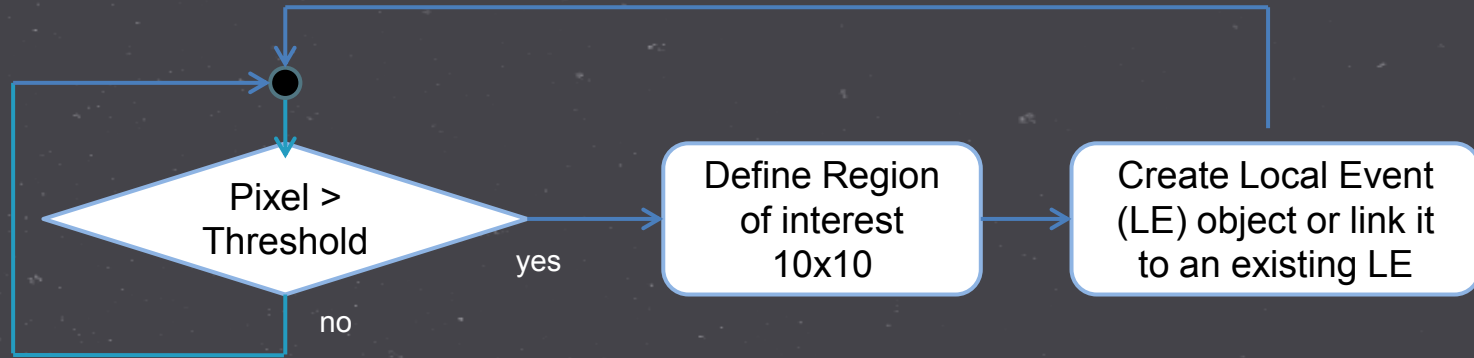 Pixel >
Threshold
yes
no
Define Region
of interest
10x10
Create Local Event
(LE) object or link it
to an existing LE